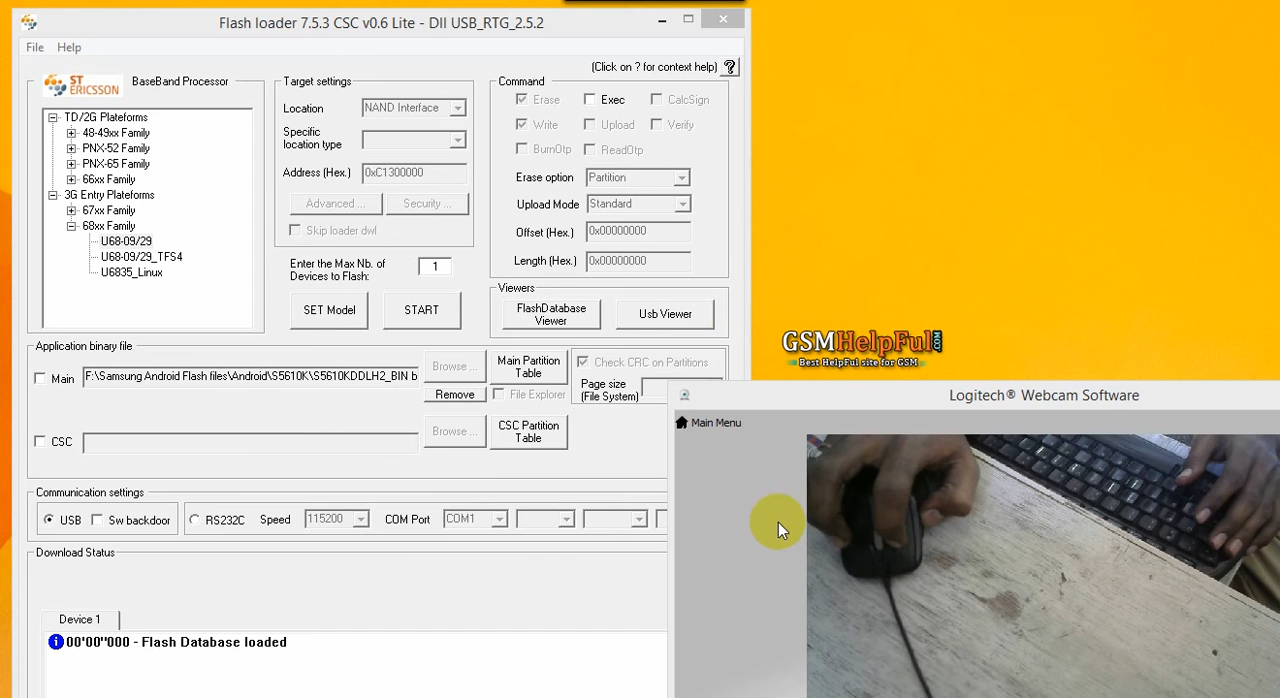 Flash loader 7.5.3 CSC v0.6 Lite - DII USB_RTG_2.5.2
File Help
(Click on ? for context help) ?
ST ERICSSON
BaseBand Processor
TD/2G Plateforms
48-49xx Family
PNX-52 Family
PNX-65 Family
66xx Family
3G Entry Plateforms
67xx Family
68xx Family
U68-09/29
U68-09/29_TFS4
U6835_Linux
Target settings
Location NAND Interface
Specific
location type
Address (Hex.) 0xC1300000
Advanced ... Security ...
Skip loader dwl
Enter the Max Nb. of
Devices to Flash: 1
SET Model START
Command
Erase Exec CalcSign
Write Upload Verify
BurnOtp ReadOtp
Erase option Partition
Upload Mode Standard
Offset (Hex.) 0x00000000
Length (Hex.) 0x00000000
Viewers
FlashDatabase
Viewer
Usb Viewer
Application binary file
Main F:\Samsung Android Flash files\Android\S5610K\S5610KDDLH2_BIN b
Browse ...
Remove
Main Partition
Table
File Explorer
Check CRC on Partitions
Page size
(File System)
CSC
Browse ...
CSC Partition
Table
Communication settings
USB Sw backdoor RS232C Speed 115200 COM Port COM1
Download Status
Device 1
00'00''000 - Flash Database loaded
GSMHelpFul.COM
Best HelpFul site for GSM
Logitech® Webcam Software
Main Menu